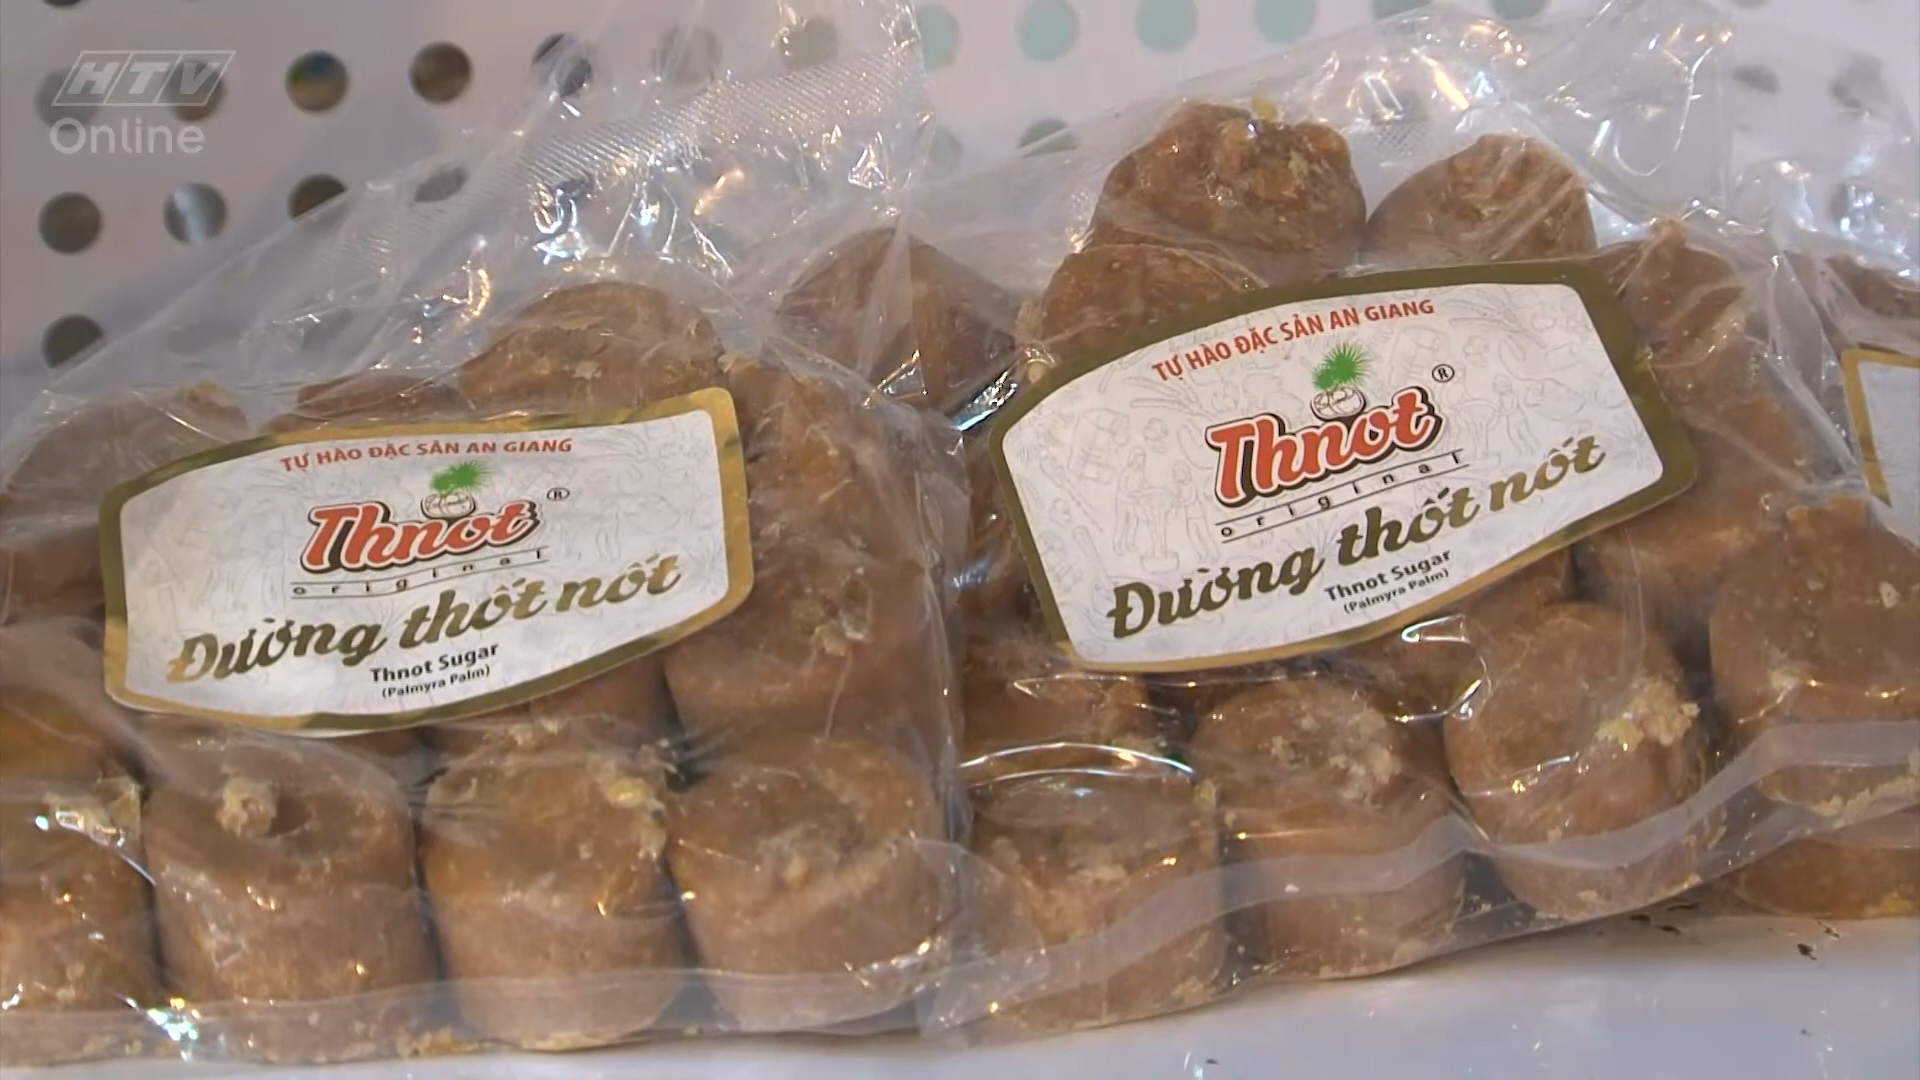 HTV
Online
TỰ HÀO ĐẶC SẢN AN GIANG
Thnot ®
original
Đường thốt nốt
Thnot Sugar
(Palmyra Palm)
TỰ HÀO ĐẶC SẢN AN GIANG
Thnot ®
original
Đường thốt nốt
Thnot Sugar
(Palmyra Palm)